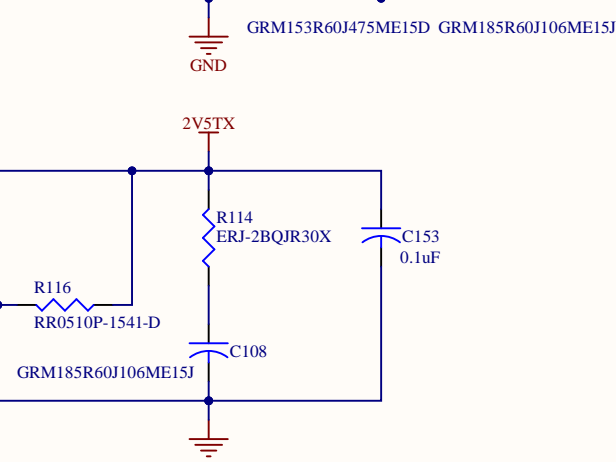 GRM153R60J475ME15D GRM185R60J106ME15J
GND
2V5TX
R114
ERJ-2BQJR30X
C153
0.1uF
R116
RR0510P-1541-D
C108
GRM185R60J106ME15J